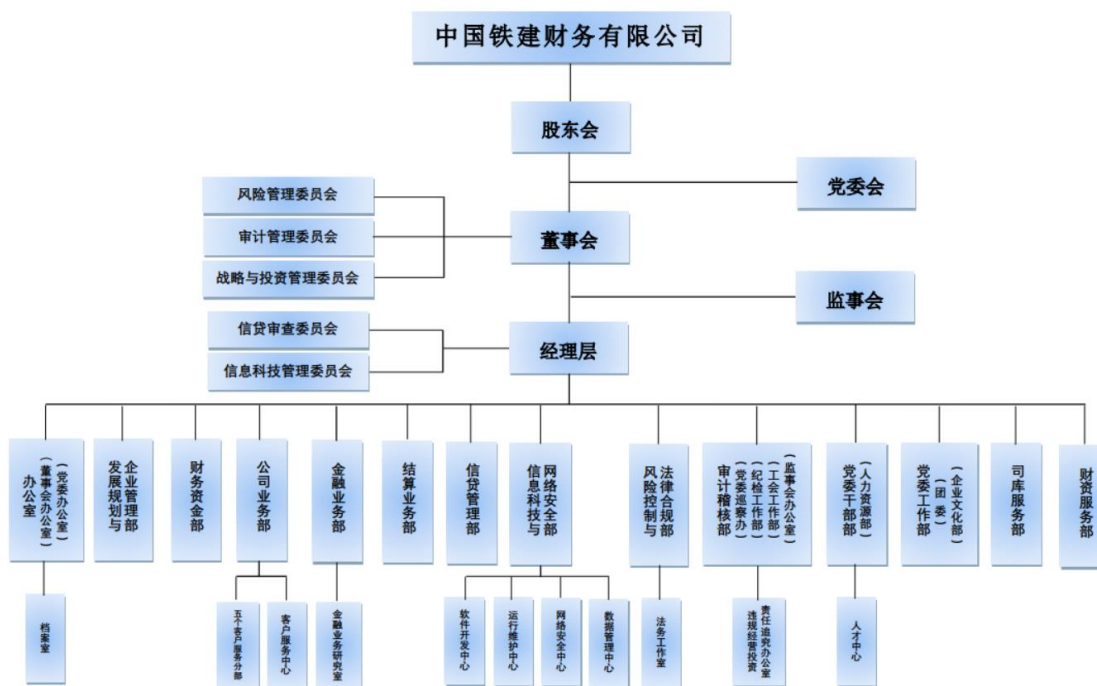 中国铁建财务有限公司
股东会
党委会
风险管理委员会
审计管理委员会
战略与投资管理委员会
董事会
监事会
信贷审查委员会
信息科技管理委员会
经理层
办公室
(董事会办公室)
(党委办公室)
发展规划与
企业管理部
财务资金部
公司业务部
金融业务部
结算业务部
信贷管理部
信息科技与
网络安全部
风险控制与
法律合规部
审计稽核部
(党委巡察办)
(纪检工作部)
(工会工作部)
(监事会办公室)
党委干部部
(人力资源部)
党委工作部
(团委)
(企业文化部)
司库服务部
财资服务部
档案室
五个客户服务分部
客户服务中心
金融业务研究室
软件开发中心
运行维护中心
网络安全中心
数据管理中心
法务工作室
违规经营投资
责任追究办公室
人才中心